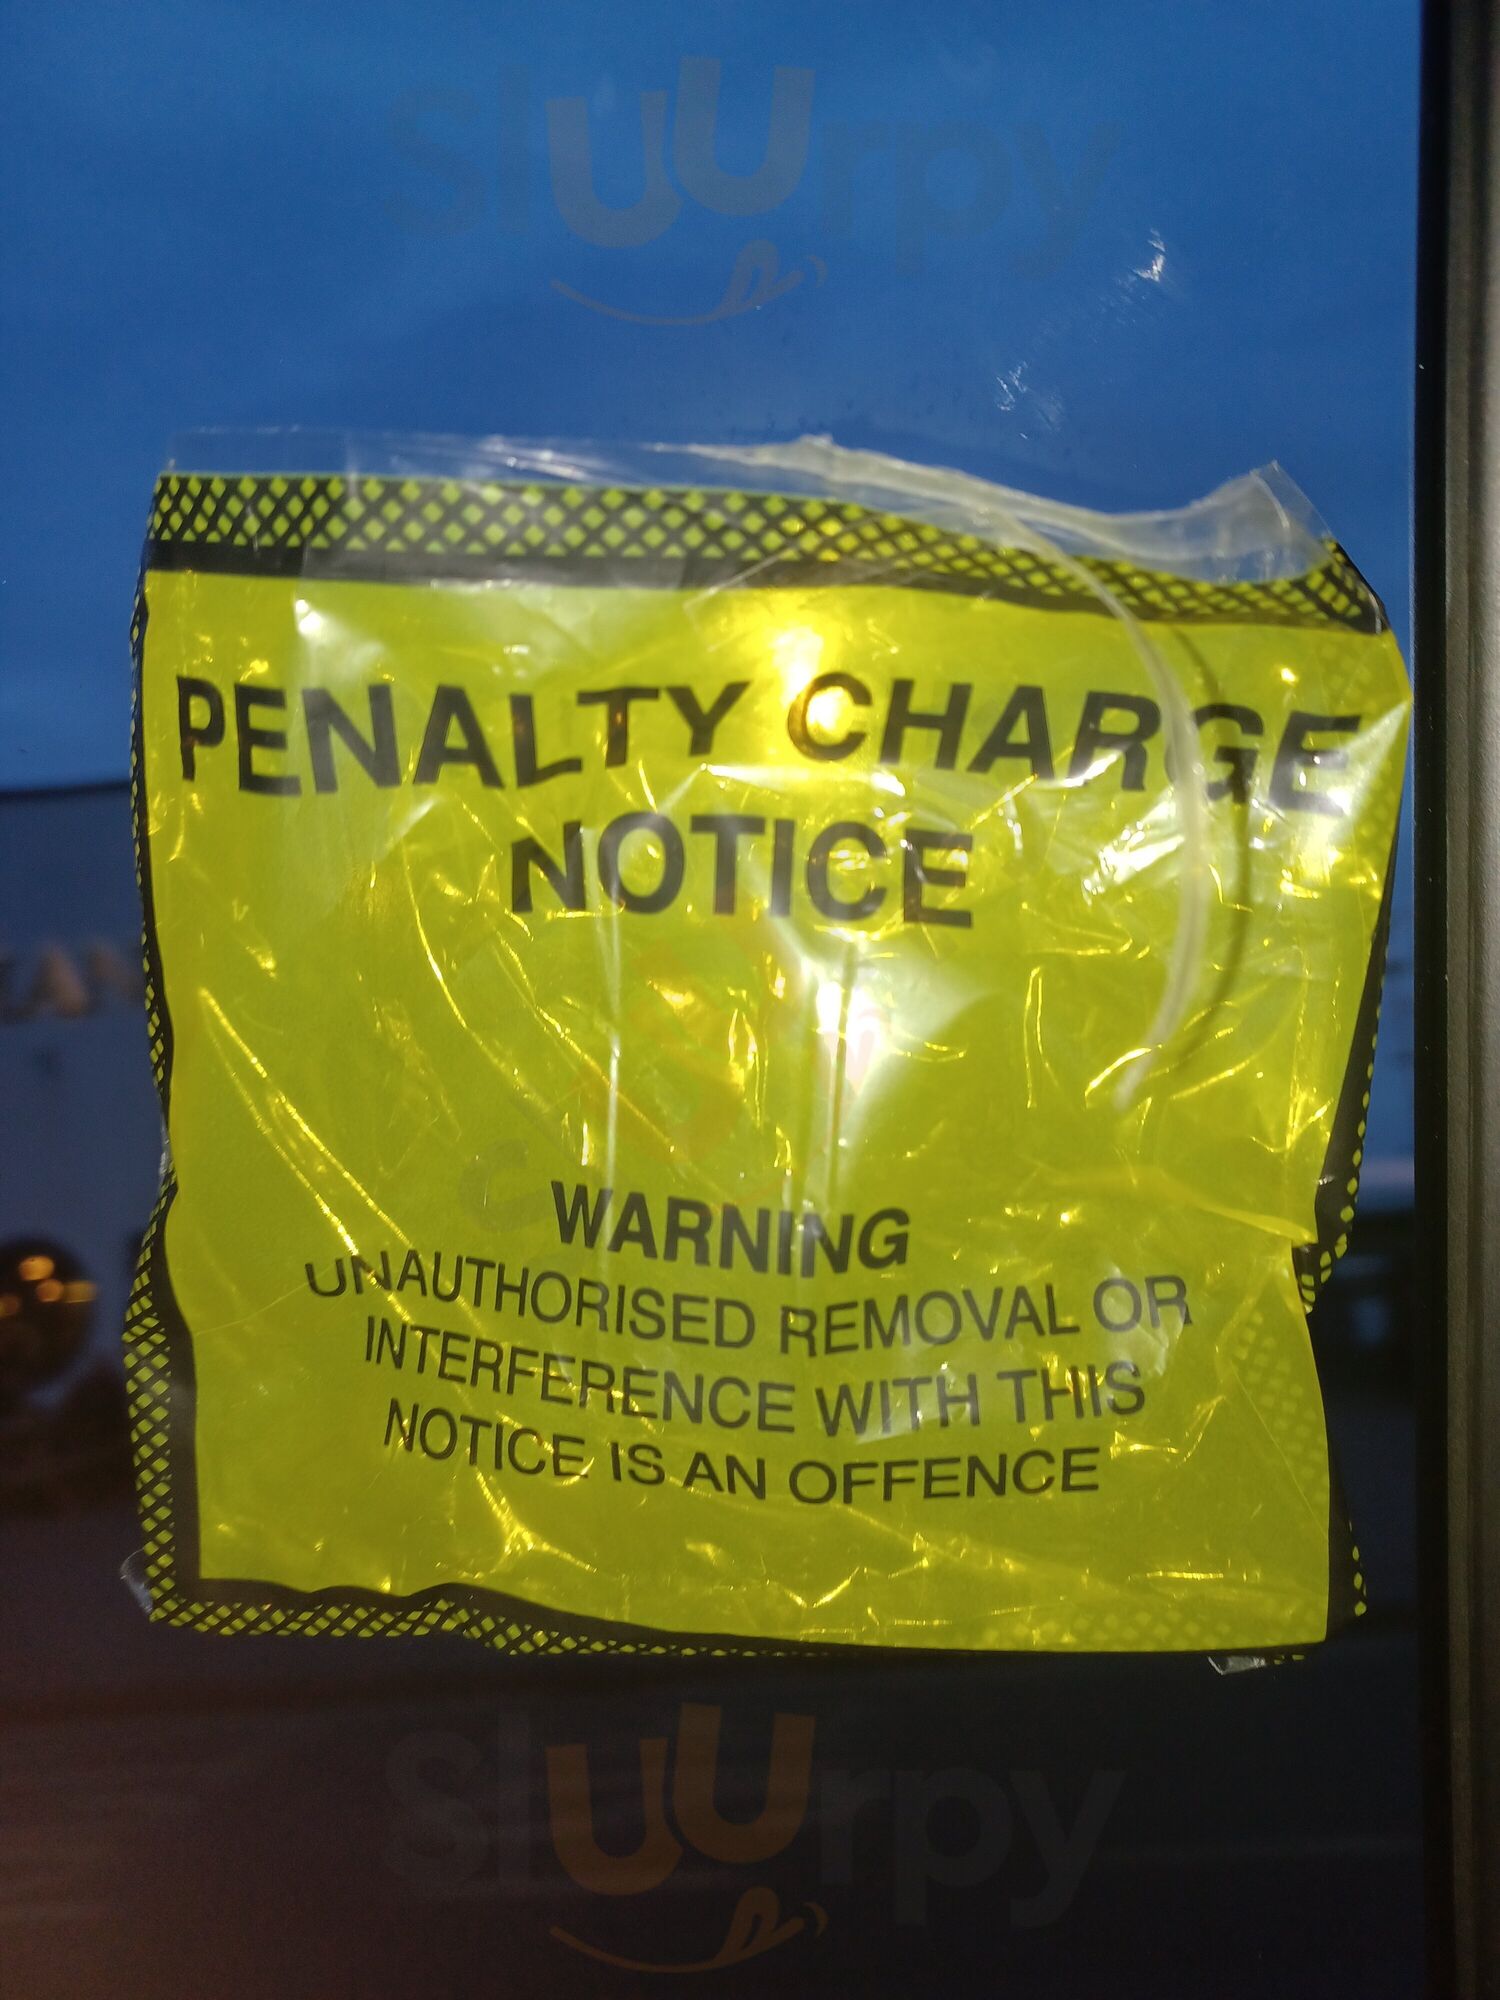 sluurpy
PENALTY CHARGE
NOTICE
WARNING
UNAUTHORISED REMOVAL OR
INTERFERENCE WITH THIS
NOTICE IS AN OFFENCE
sluurpy